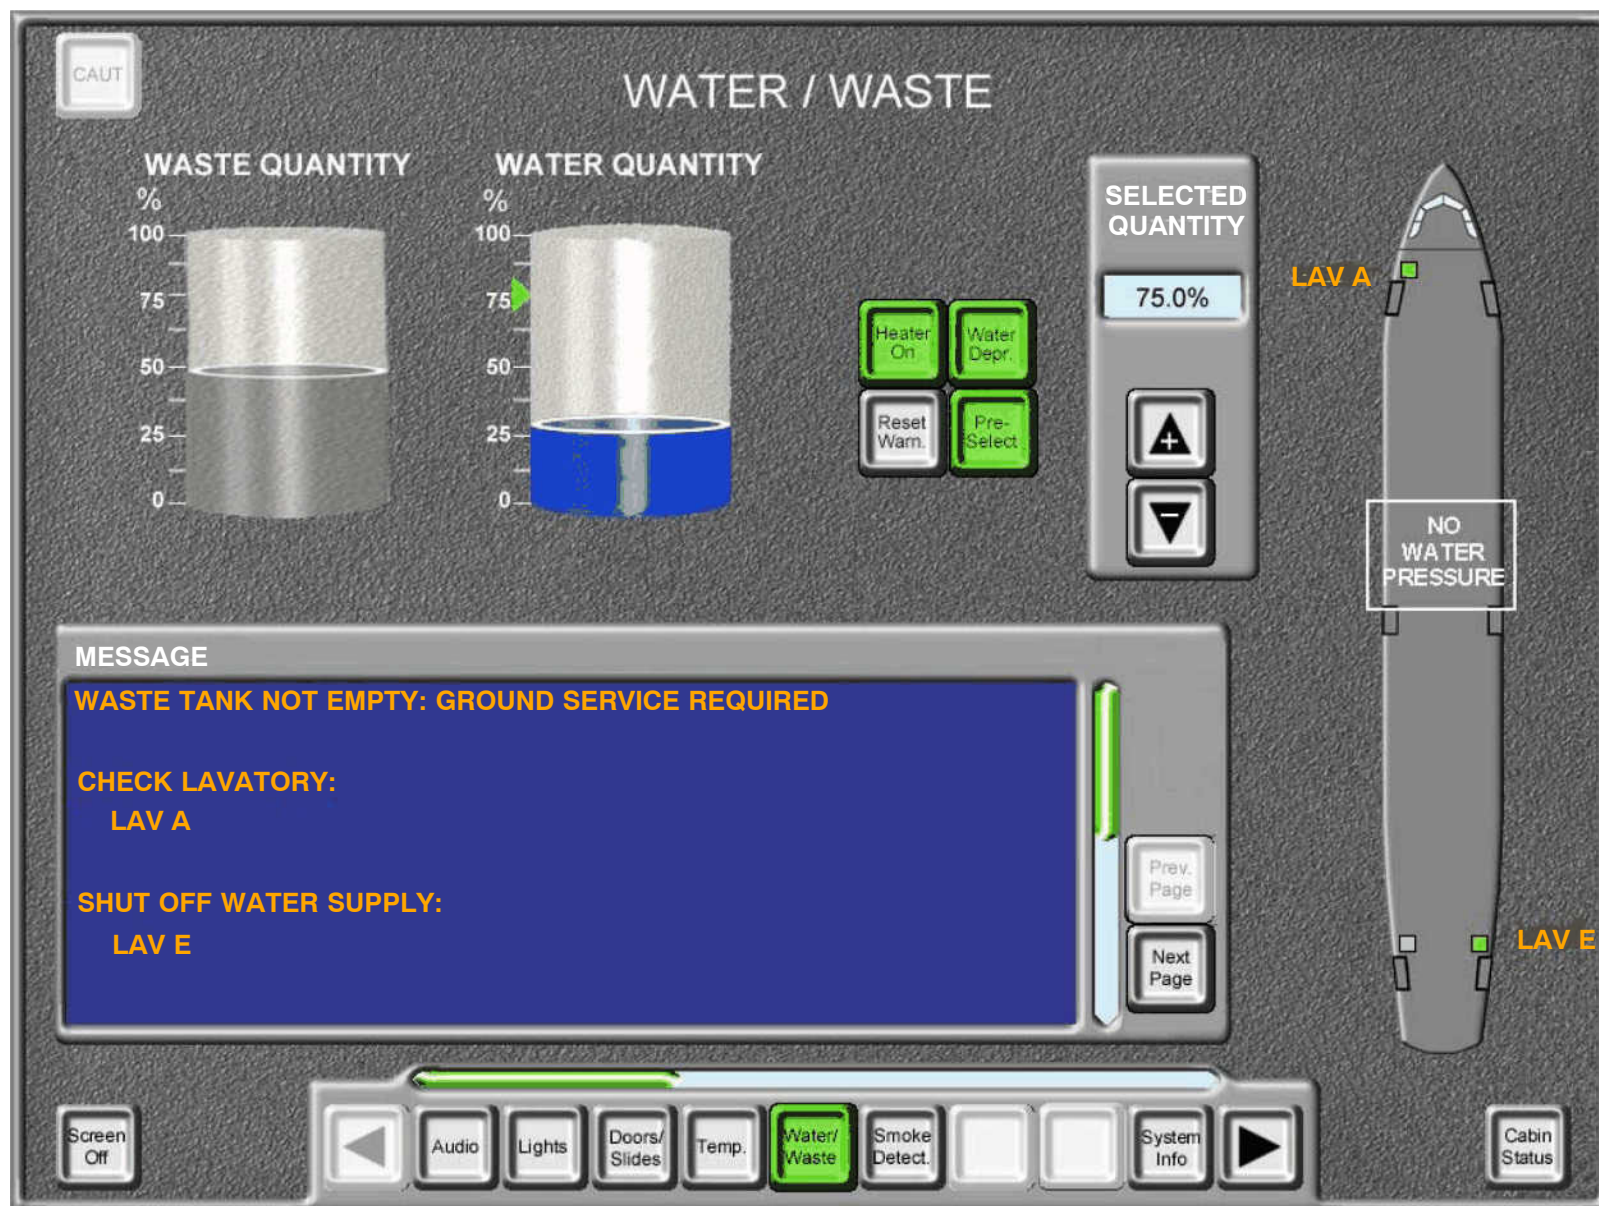 CAUT
WATER / WASTE
WASTE QUANTITY
%
100
75
50
25
0
WATER QUANTITY
%
100
75
50
25
0
Heater
On
Water
Depr.
Reset
Warn.
Pre-
Select
SELECTED
QUANTITY
75.0%
+
−
LAV A
NO
WATER
PRESSURE
LAV E
MESSAGE
WASTE TANK NOT EMPTY: GROUND SERVICE REQUIRED
CHECK LAVATORY:
LAV A
SHUT OFF WATER SUPPLY:
LAV E
Prev.
Page
Next
Page
Screen
Off
Audio
Lights
Doors/
Slides
Temp.
Water/
Waste
Smoke
Detect.
System
Info
Cabin
Status